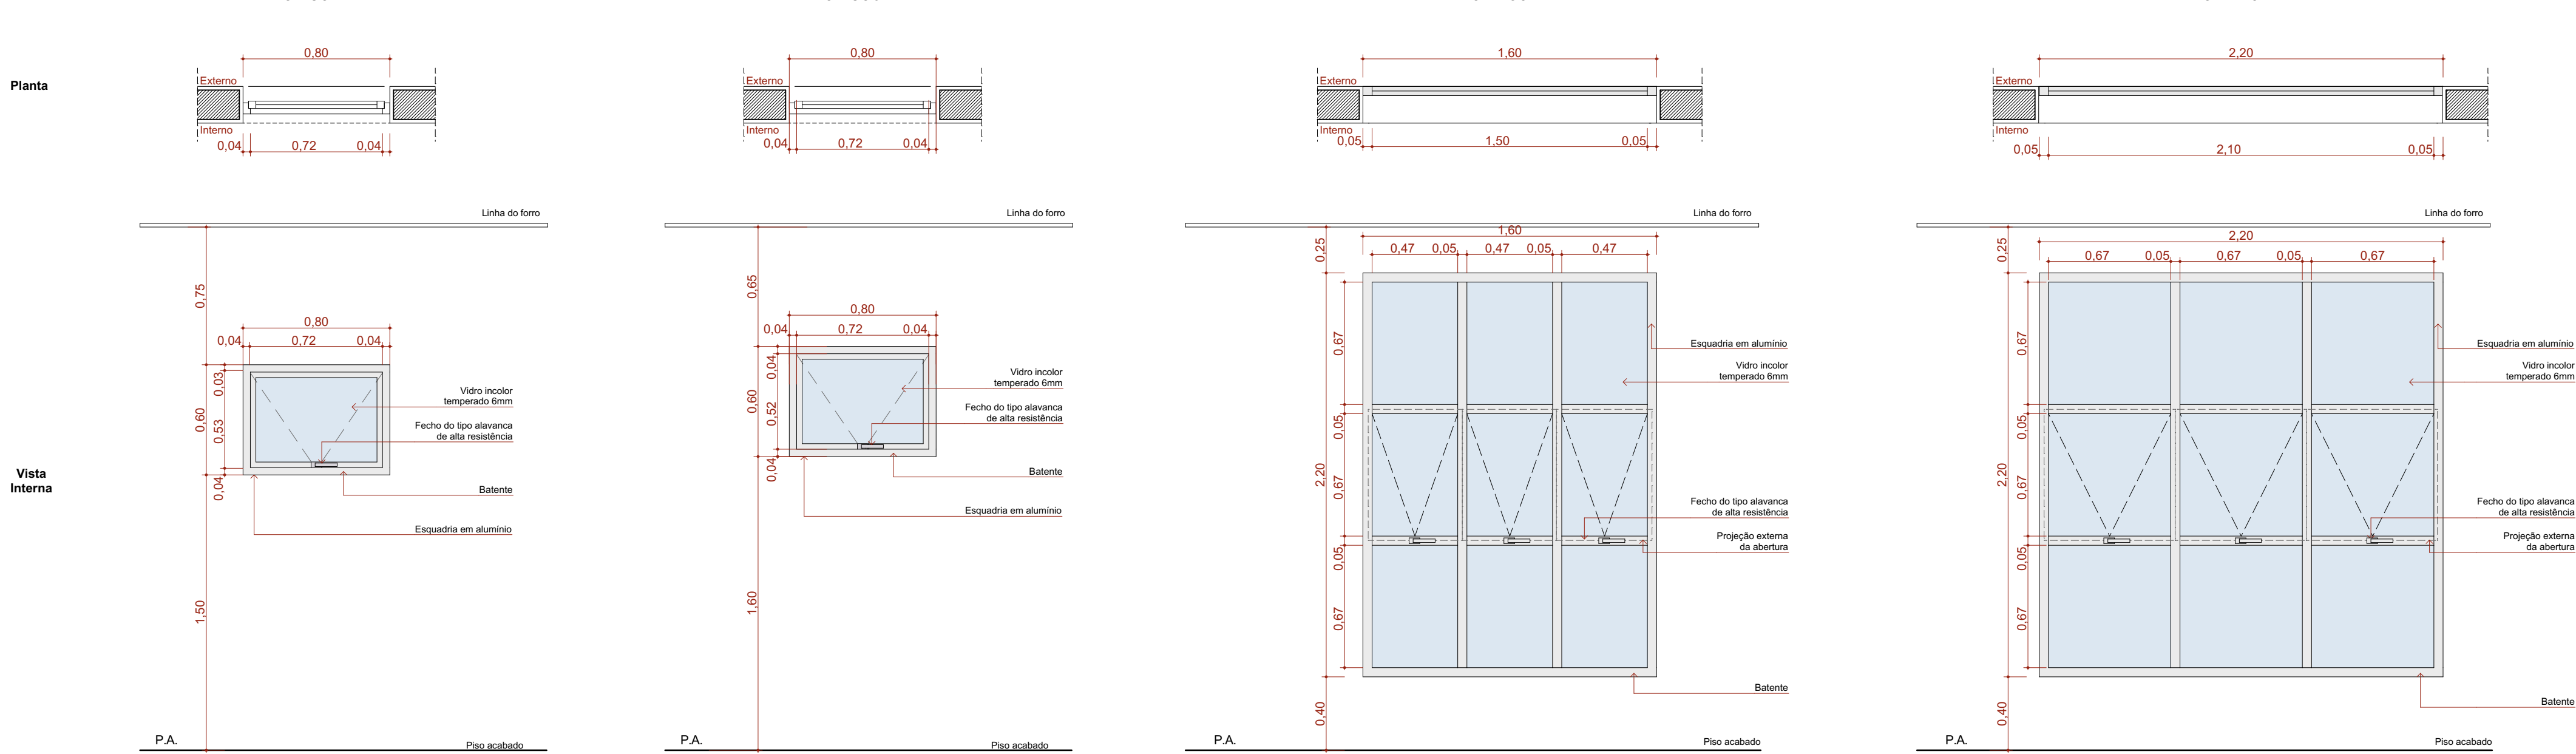 Planta
0,80
Externo
Interno
0,04 0,72 0,04
0,80
Externo
Interno
0,04 0,72 0,04
1,60
Externo
Interno
0,05 1,50 0,05
2,20
Externo
Interno
0,05 2,10 0,05
Vista
Interna
Linha do forro
0,75
0,80
0,04 0,72 0,04
0,03
0,60
0,53
0,04
1,50
Vidro incolor
temperado 6mm
Fecho do tipo alavanca
de alta resistência
Batente
Esquadria em alumínio
P.A.
Piso acabado
Linha do forro
0,65
0,80
0,04 0,72 0,04
0,04
0,60
0,52
0,04
1,60
Vidro incolor
temperado 6mm
Fecho do tipo alavanca
de alta resistência
Batente
Esquadria em alumínio
P.A.
Piso acabado
Linha do forro
1,60
0,25
0,47 0,05 0,47 0,05 0,47
0,67
0,05
2,20
0,67
0,05
0,67
0,40
Esquadria em alumínio
Vidro incolor
temperado 6mm
Fecho do tipo alavanca
de alta resistência
Projeção externa
da abertura
Batente
P.A.
Piso acabado
Linha do forro
2,20
0,25
0,67 0,05 0,67 0,05 0,67
0,67
0,05
2,20
0,67
0,05
0,67
0,40
Esquadria em alumínio
Vidro incolor
temperado 6mm
Fecho do tipo alavanca
de alta resistência
Projeção externa
da abertura
Batente
P.A.
Piso acabado